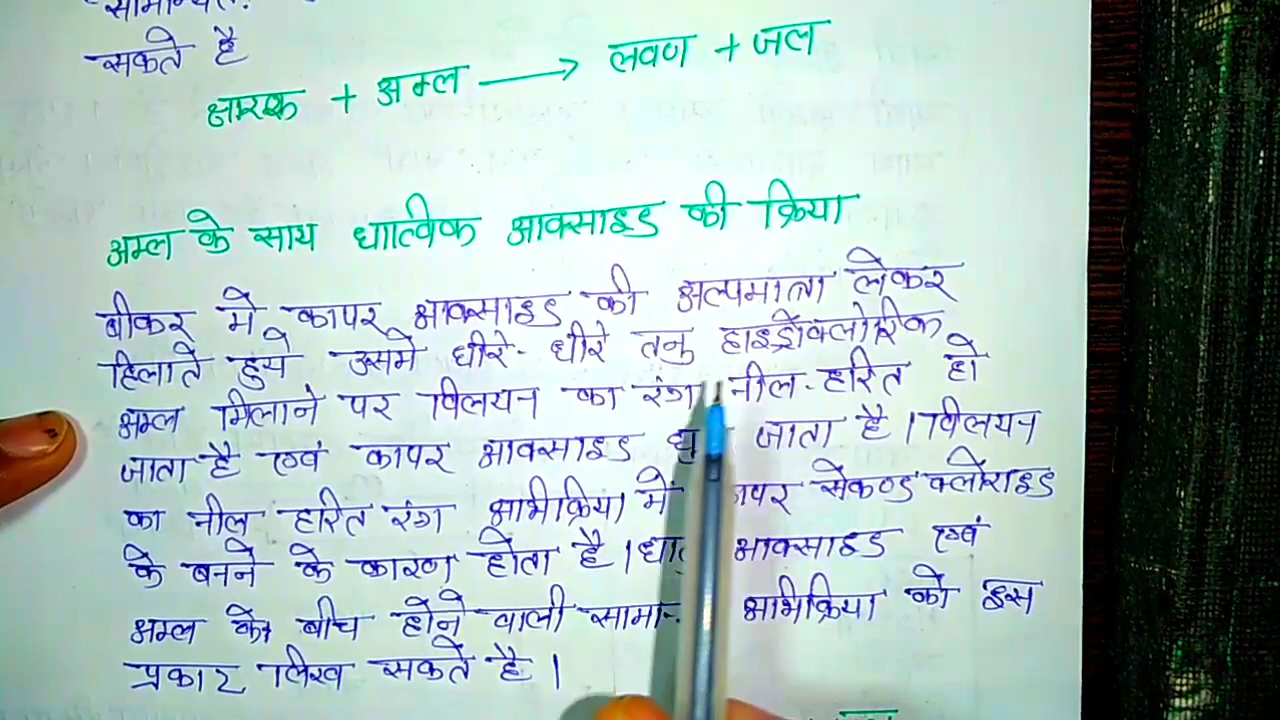 सकते है
क्षारक + अम्ल ⟶ लवण + जल
अम्ल के साथ धात्विक आक्साइड की क्रिया
बीकर में कापर आक्साइड की अल्पमात्रा लेकर
हिलाते हुये उसमे धीरे- धीरे तनु हाइड्रोक्लोरिक
अम्ल मिलाने पर विलयन का रंग नील-हरित हो
जाता है एवं कापर आक्साइड जाता है। विलयन
का नील हरित रंग अभिक्रिया में सेकण्ड क्लोराइड
के बनने के कारण होता है। आक्साइड एवं
अम्ल के बीच होने वाली अभिक्रिया को इस
प्रकार लिख सकते है।